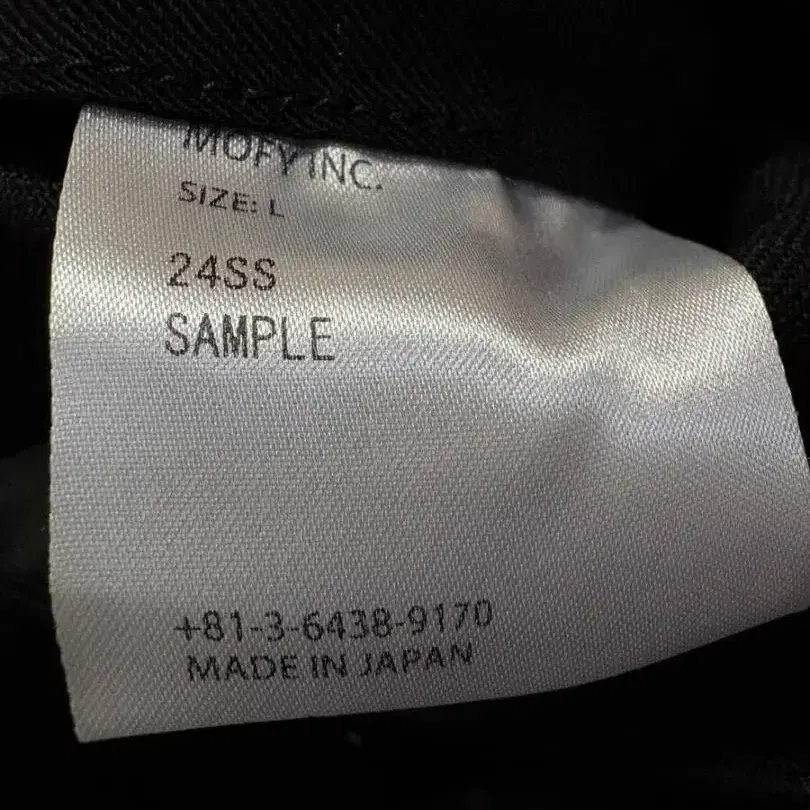 MOFY INC.
SIZE: L
24SS
SAMPLE
+81-3-6438-9170
MADE IN JAPAN